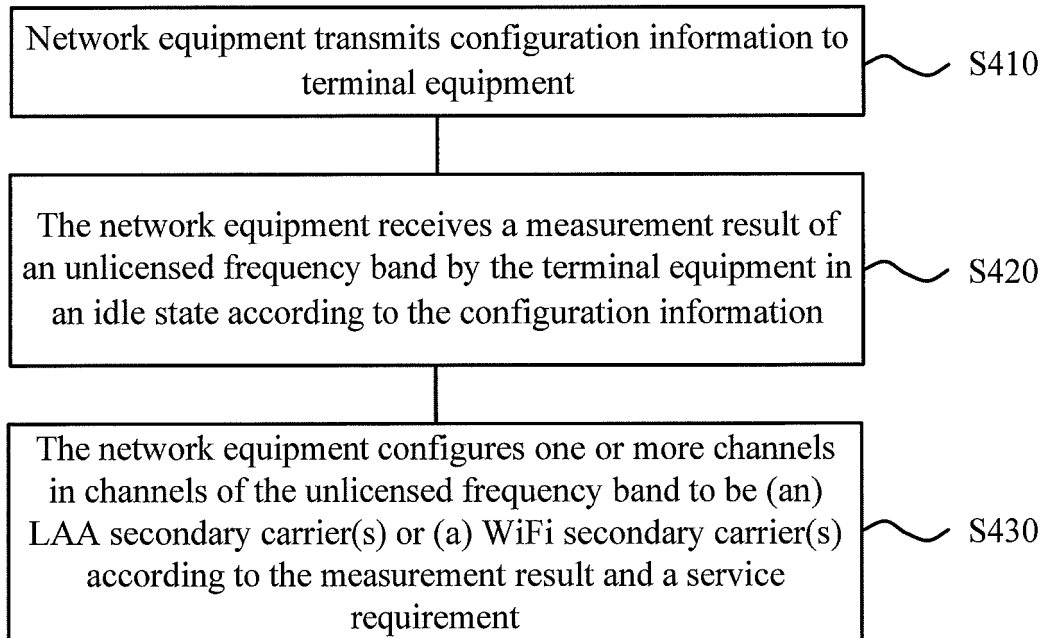 Network equipment transmits configuration information to
terminal equipment
S410
The network equipment receives a measurement result of
an unlicensed frequency band by the terminal equipment in
an idle state according to the configuration information
S420
The network equipment configures one or more channels
in channels of the unlicensed frequency band to be (an)
LAA secondary carrier(s) or (a) WiFi secondary carrier(s)
according to the measurement result and a service
requirement
S430